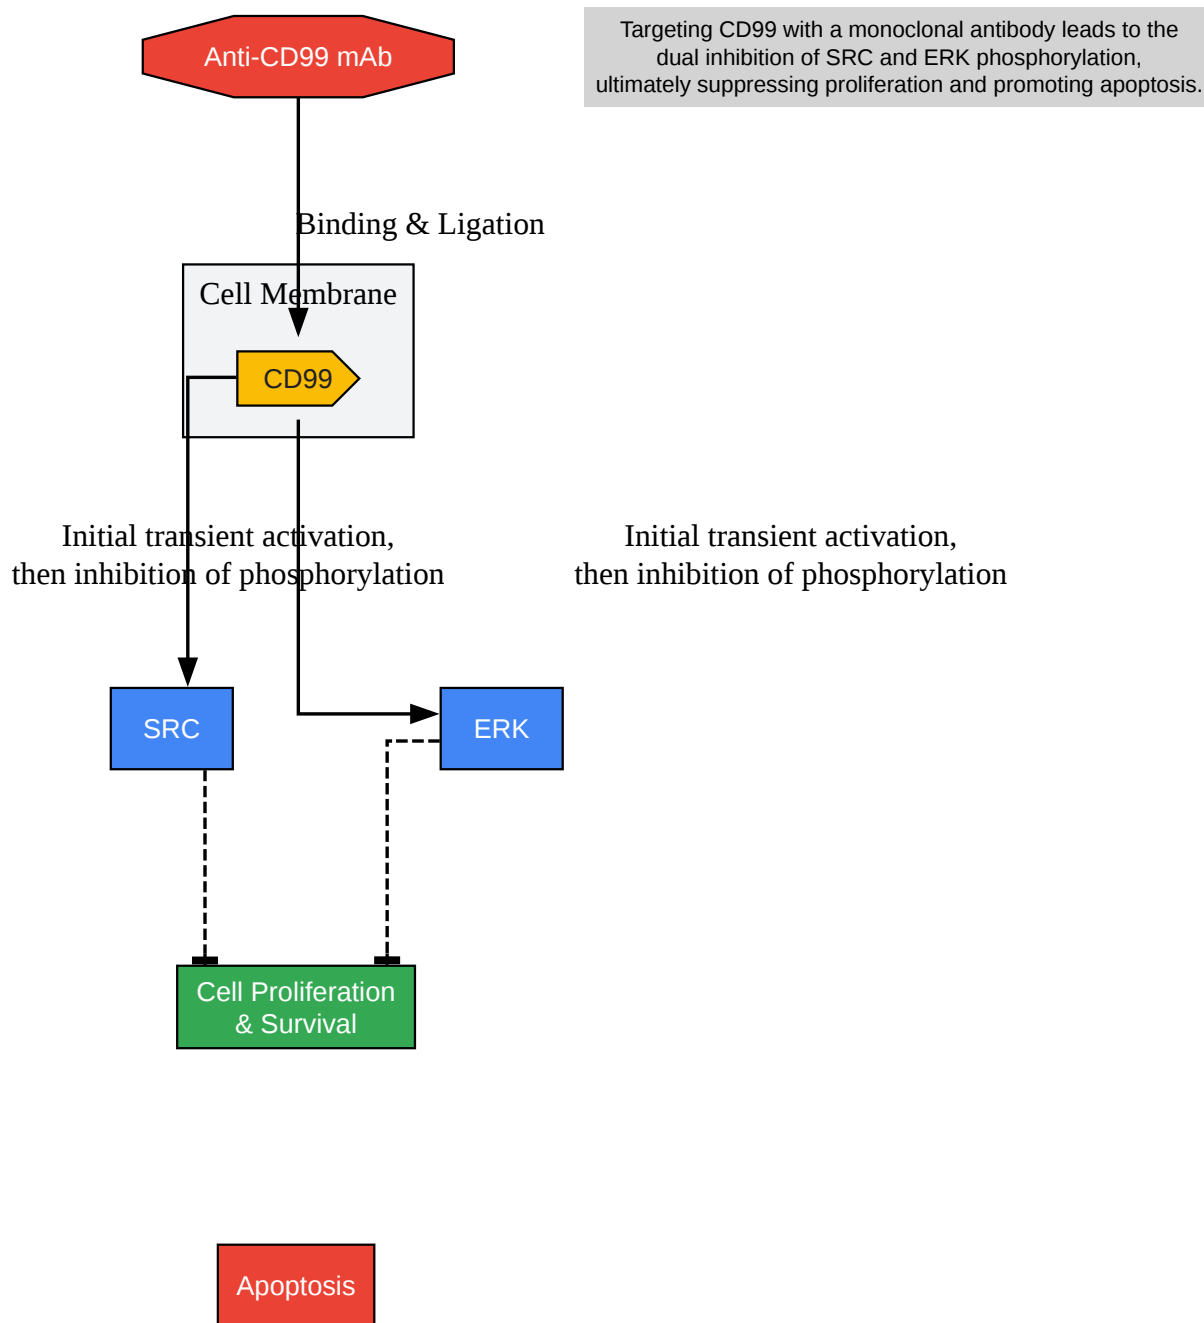 Anti-CD99 mAb
Targeting CD99 with a monoclonal antibody leads to the
dual inhibition of SRC and ERK phosphorylation,
ultimately suppressing proliferation and promoting apoptosis.
Binding & Ligation
Cell Membrane
CD99
Initial transient activation,
then inhibition of phosphorylation
Initial transient activation,
then inhibition of phosphorylation
SRC
ERK
Cell Proliferation
& Survival
Apoptosis